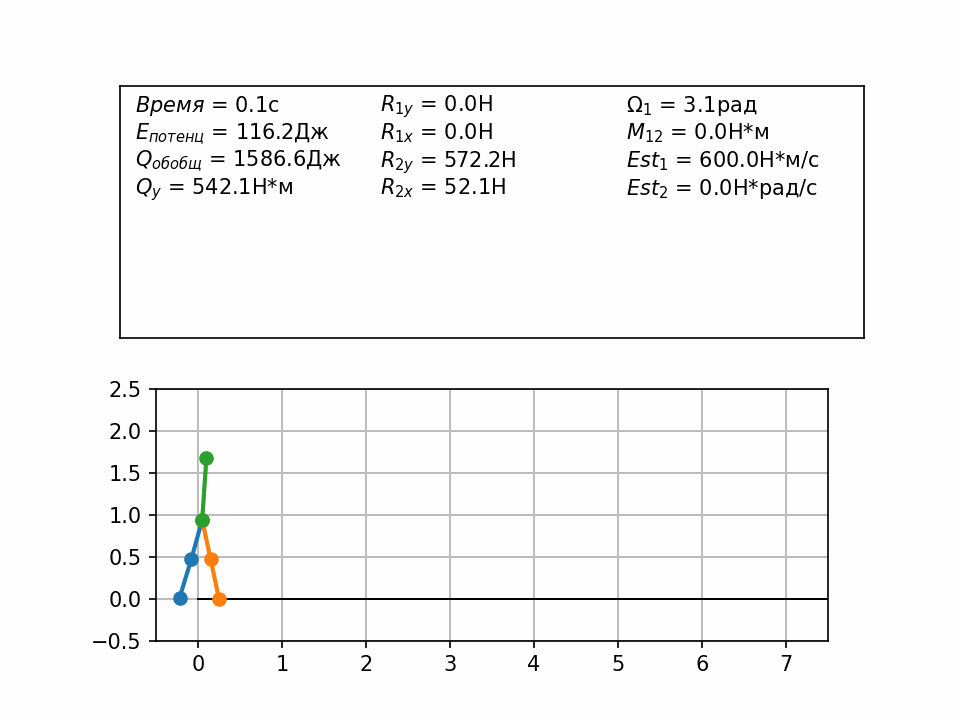 Время = 0.1с R₁y = 0.0Н Ω₁ = 3.1рад
Eпотенц = 116.2Дж R₁x = 0.0Н M₁₂ = 0.0Н*м
Qобобщ = 1586.6Дж R₂y = 572.2Н Est₁ = 600.0Н*м/с
Qy = 542.1Н*м R₂x = 52.1Н Est₂ = 0.0Н*рад/с
2.5
2.0
1.5
1.0
0.5
0.0
−0.5
0 1 2 3 4 5 6 7